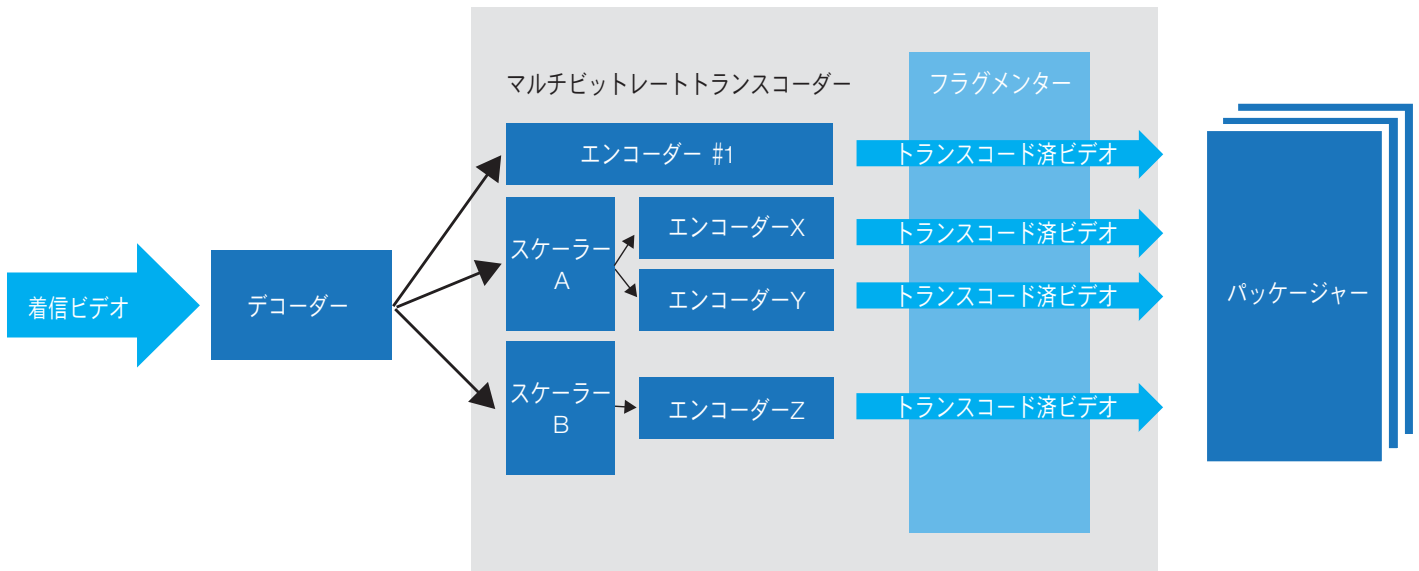 マルチビットレートトランスコーダー
フラグメンター
エンコーダー #1
トランスコード済ビデオ
スケーラー
A
エンコーダーX
トランスコード済ビデオ
着信ビデオ
デコーダー
エンコーダーY
トランスコード済ビデオ
パッケージャー
スケーラー
B
エンコーダーZ
トランスコード済ビデオ